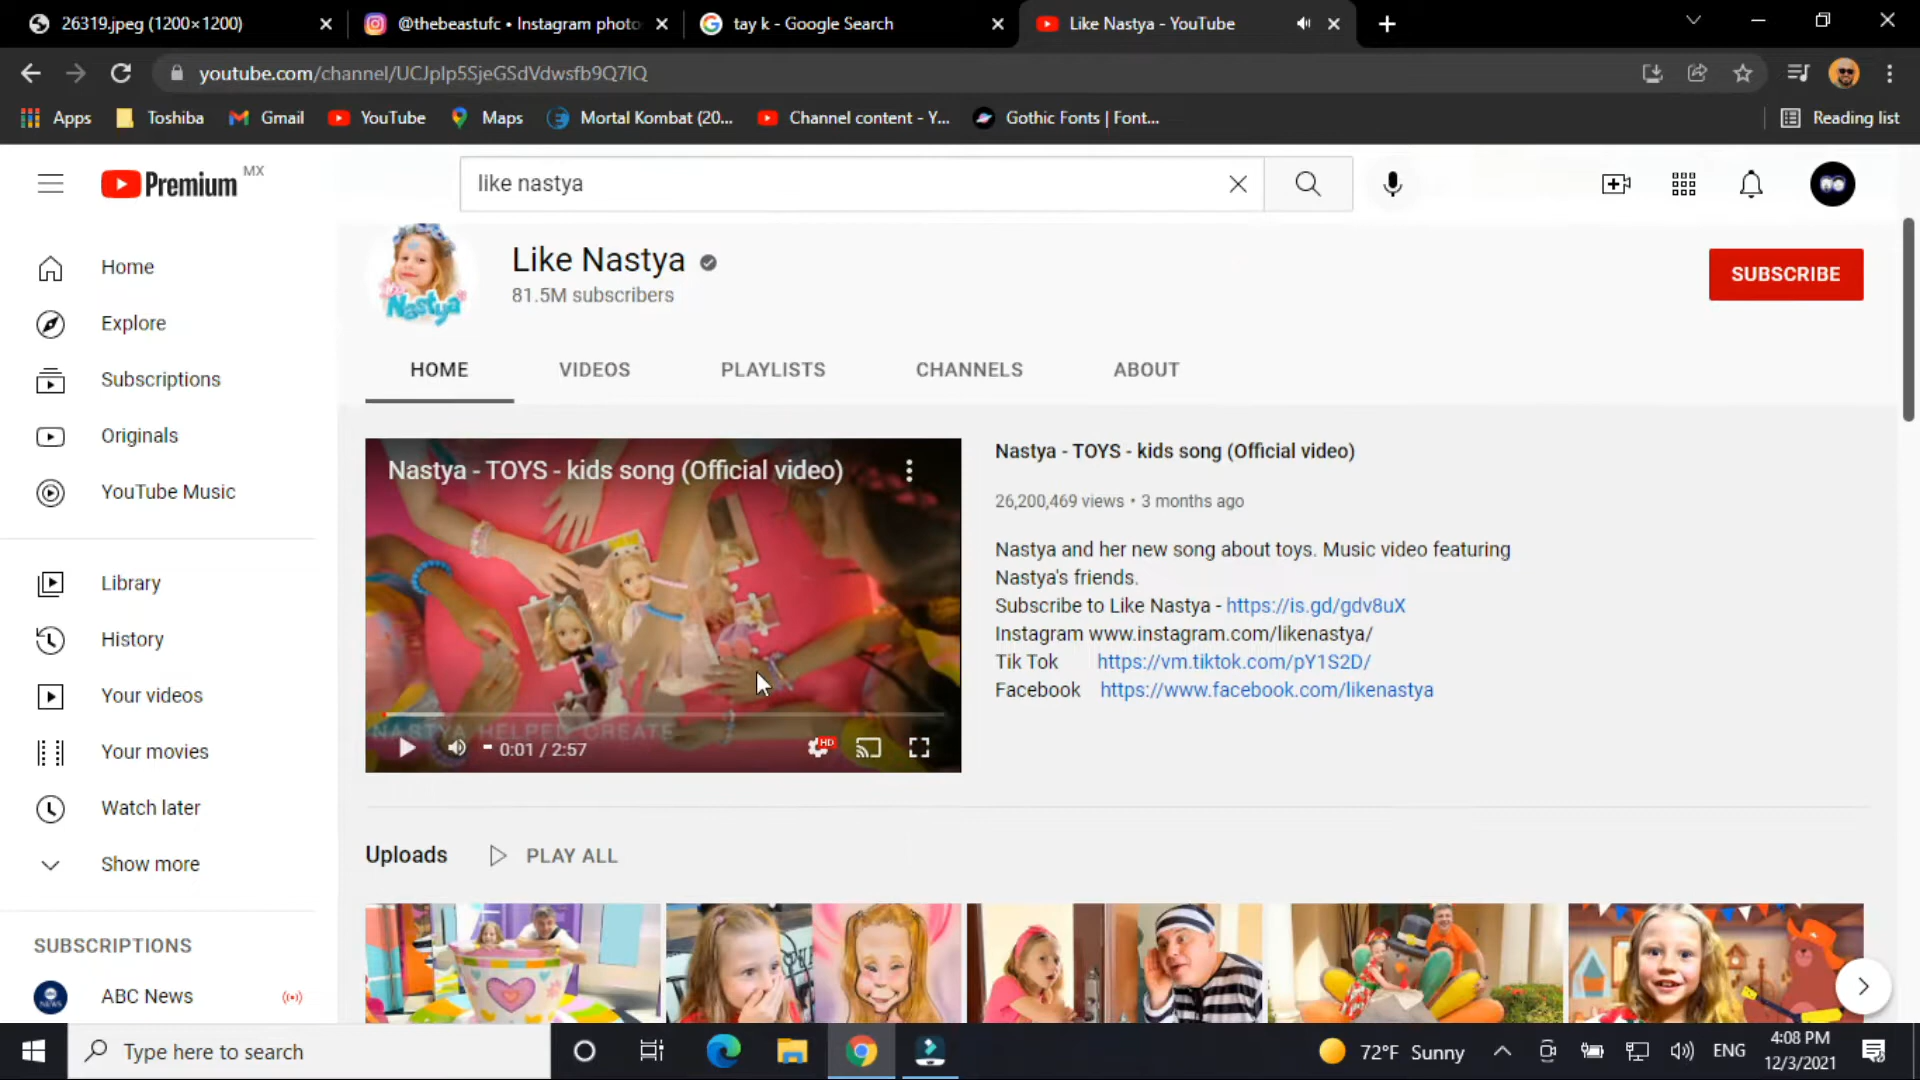 26319.jpeg (1200×1200)
@thebeastufc • Instagram photo
tay k - Google Search
Like Nastya - YouTube
youtube.com/channel/UCJplp5SjeGSdVdwsfb9Q7lQ
Apps
Toshiba
Gmail
YouTube
Maps
Mortal Kombat (20...
Channel content - Y...
Gothic Fonts | Font...
Reading list
Premium MX
like nastya
Home
Explore
Subscriptions
Originals
YouTube Music
Library
History
Your videos
Your movies
Watch later
Show more
SUBSCRIPTIONS
ABC News
Nastya
Like Nastya
81.5M subscribers
SUBSCRIBE
HOME
VIDEOS
PLAYLISTS
CHANNELS
ABOUT
Nastya - TOYS - kids song (Official video)
NASTYA HELPED CREATE
HD
0:01 / 2:57
Nastya - TOYS - kids song (Official video)
26,200,469 views • 3 months ago
Nastya and her new song about toys. Music video featuring
Nastya's friends.
Subscribe to Like Nastya - https://is.gd/gdv8uX
Instagram www.instagram.com/likenastya/
Tik Tok https://vm.tiktok.com/pY1S2D/
Facebook https://www.facebook.com/likenastya
Uploads
PLAY ALL
Type here to search
72°F Sunny
ENG
4:08 PM
12/3/2021